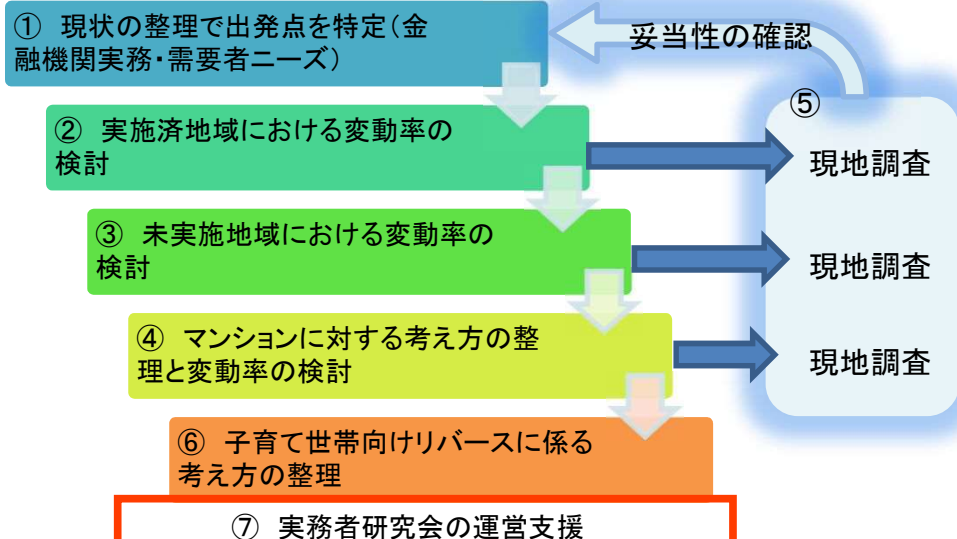 ① 現状の整理で出発点を特定（金
融機関実務・需要者ニーズ）
妥当性の確認
② 実施済地域における変動率の
検討
⑤
現地調査
③ 未実施地域における変動率の
検討
現地調査
④ マンションに対する考え方の整
理と変動率の検討
現地調査
⑥ 子育て世帯向けリバースに係る
考え方の整理
⑦ 実務者研究会の運営支援